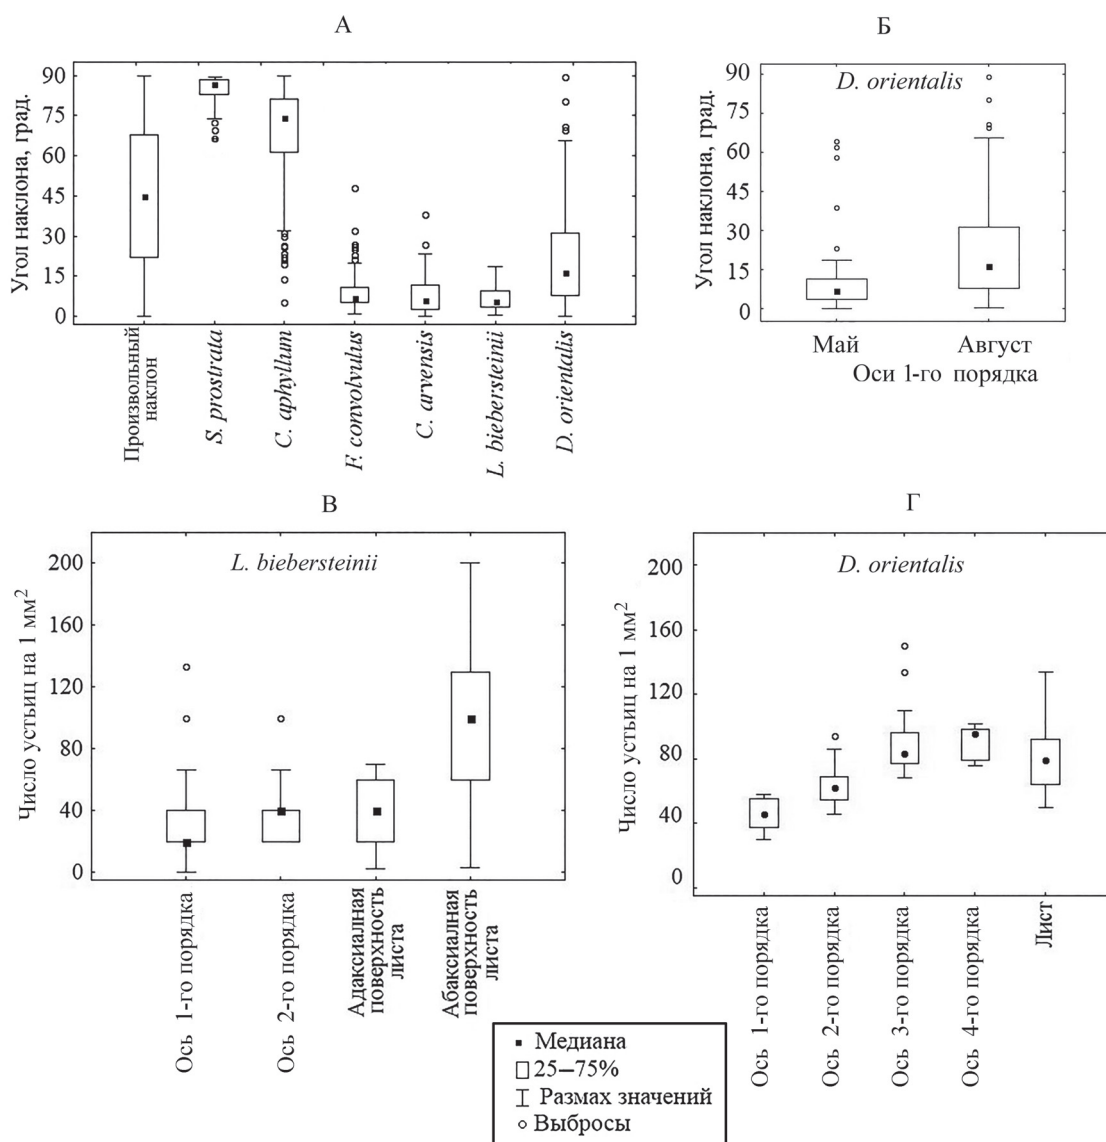 А
Угол наклона, град.
90
75
60
45
30
15
0
Произвольный
наклон
S. prostrata
C. aphyllum
F. convolvulus
C. arvensis
L. biebersteinii
D. orientalis
Б
D. orientalis
Угол наклона, град.
90
75
60
45
30
15
0
Май
Август
Оси 1-го порядка
В
L. biebersteinii
Число устьиц на 1 мм²
200
160
120
80
40
0
Ось 1-го порядка
Ось 2-го порядка
Адаксиалная
поверхность
листа
Абаксиалная
поверхность
листа
Г
D. orientalis
Число устьиц на 1 мм²
200
160
120
80
40
0
Ось 1-го порядка
Ось 2-го порядка
Ось 3-го порядка
Ось 4-го порядка
Лист
Медиана
25–75%
Размах значений
Выбросы